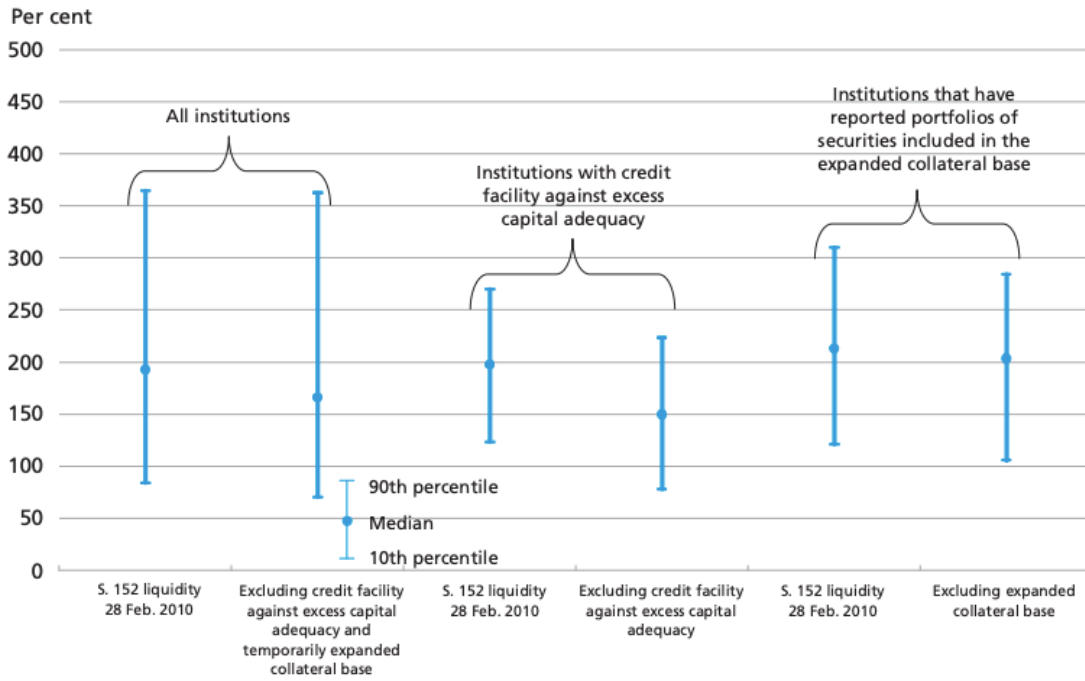 Per cent
500
450
400
350
300
250
200
150
100
50
0
All institutions
Institutions with credit
facility against excess
capital adequacy
Institutions that have
reported portfolios of
securities included in the
expanded collateral base
90th percentile
Median
10th percentile
S. 152 liquidity
28 Feb. 2010
Excluding credit facility
against excess capital
adequacy and
temporarily expanded
collateral base
S. 152 liquidity
28 Feb. 2010
Excluding credit facility
against excess capital
adequacy
S. 152 liquidity
28 Feb. 2010
Excluding expanded
collateral base